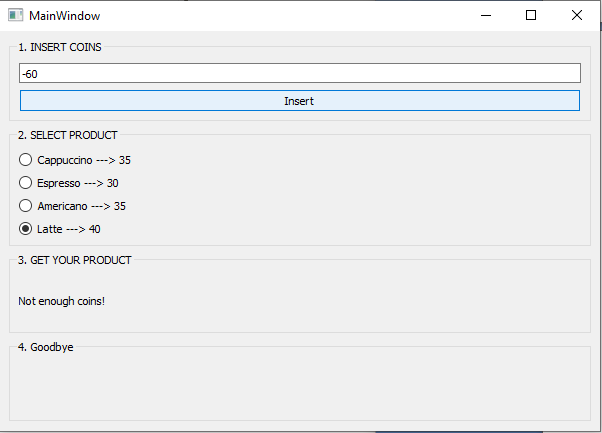 MainWindow
1. INSERT COINS
-60
Insert
2. SELECT PRODUCT
Cappuccino ---> 35
Espresso ---> 30
Americano ---> 35
Latte ---> 40
3. GET YOUR PRODUCT
Not enough coins!
4. Goodbye